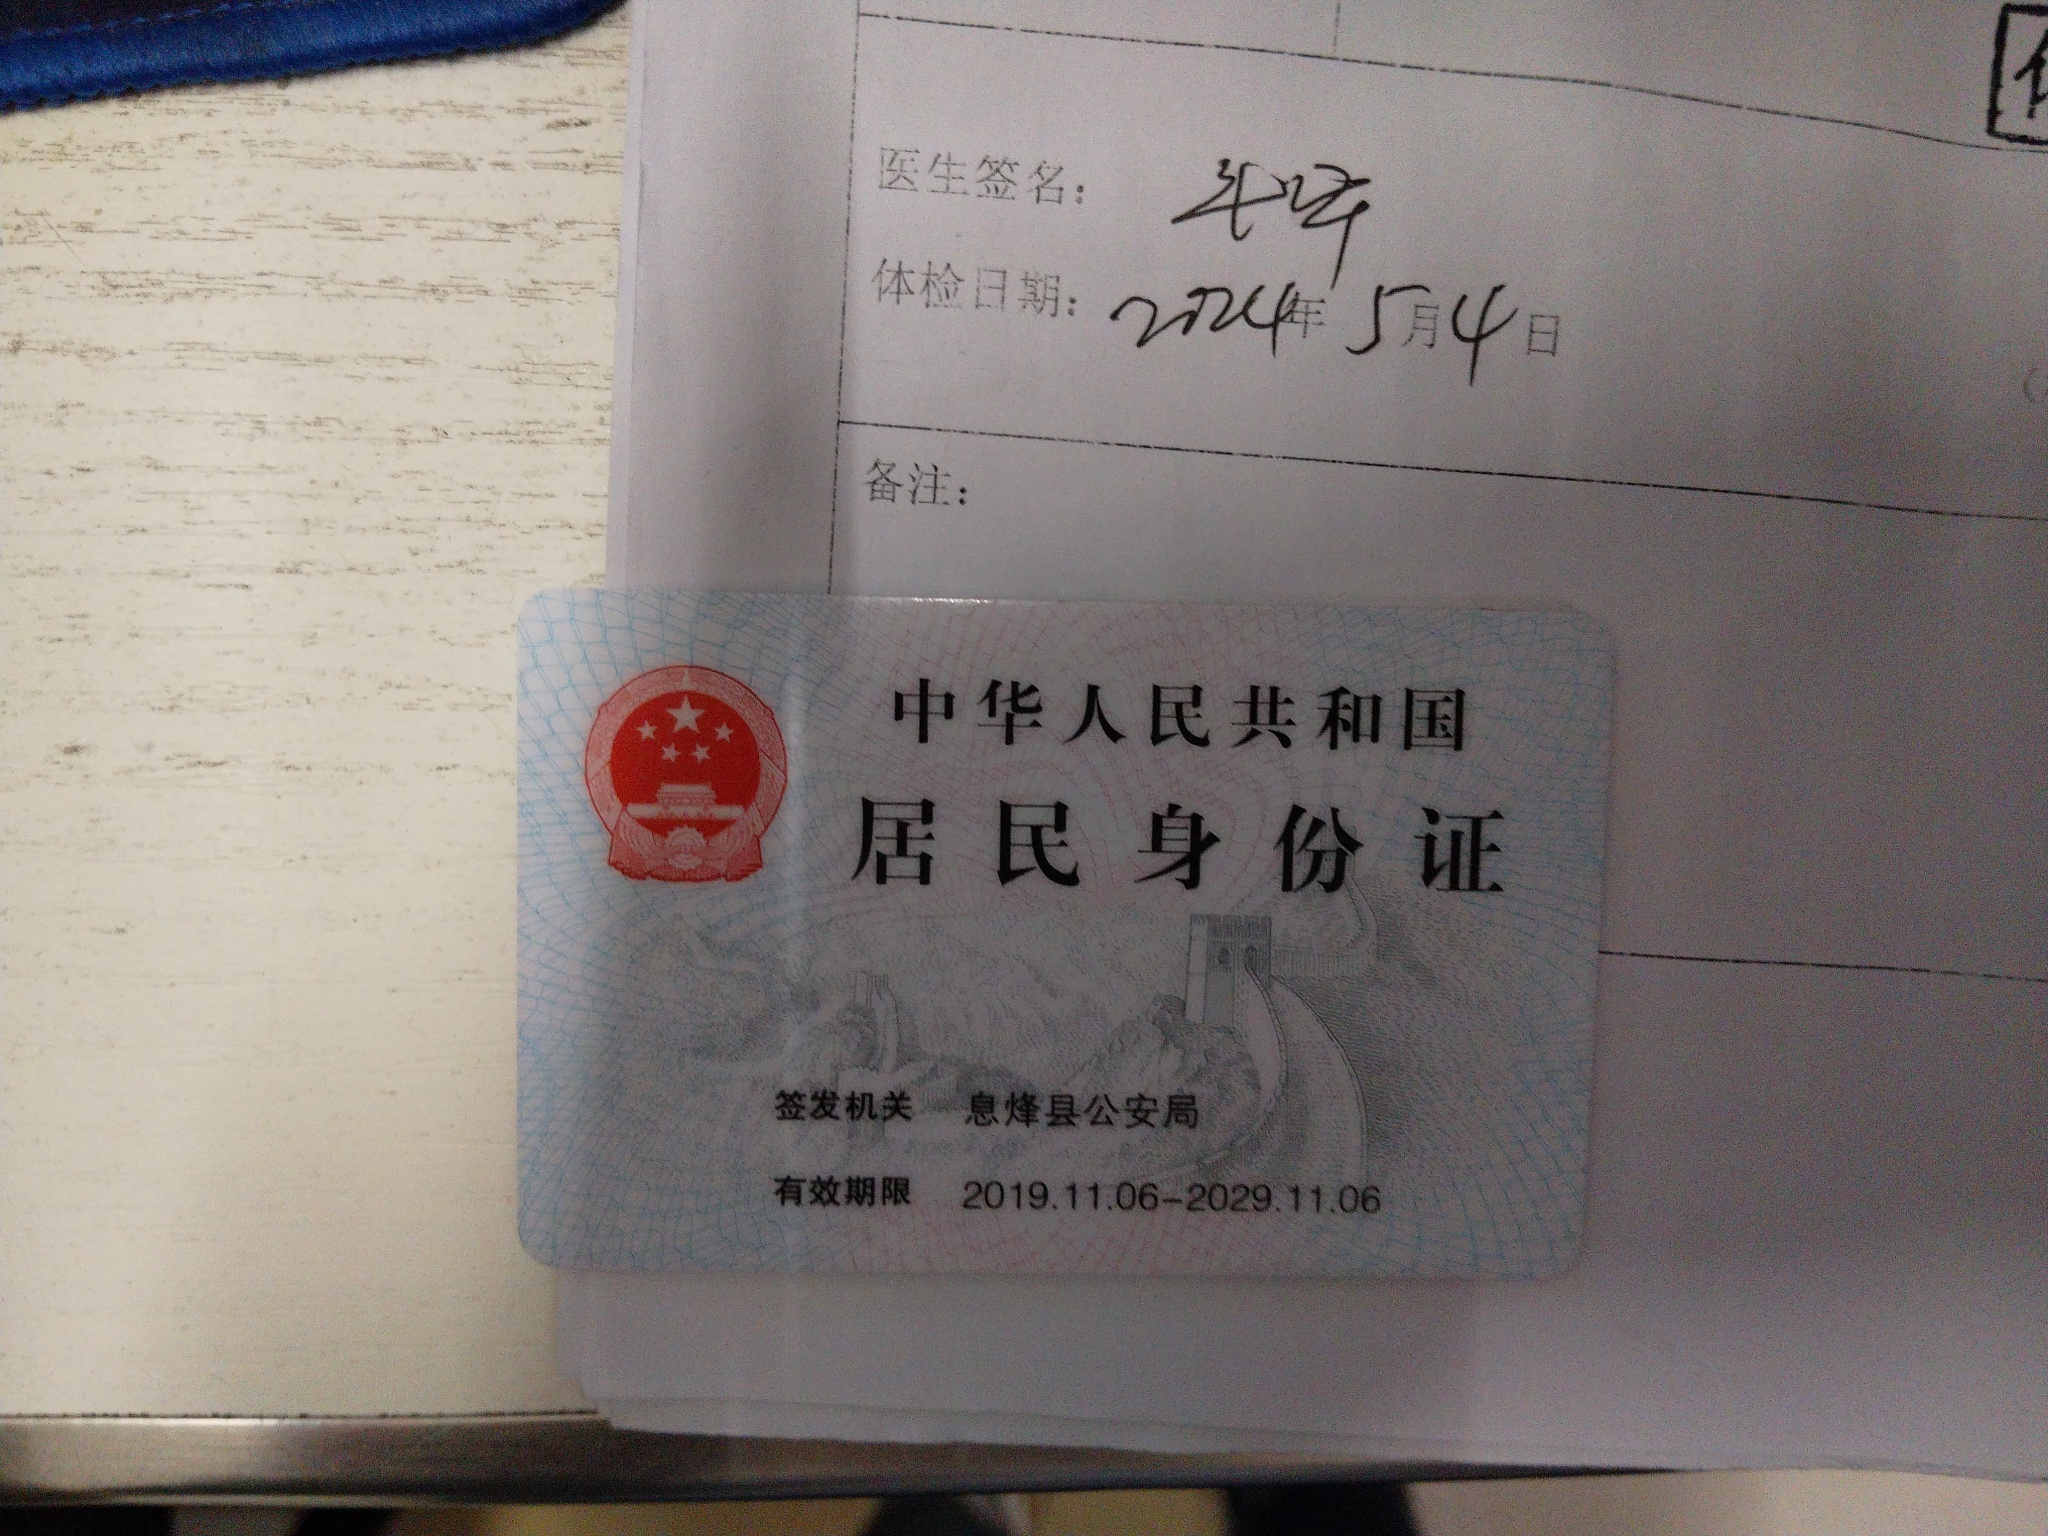 医生签名：
体检日期：2024年5月4日
备注：
中华人民共和国
居民身份证
签发机关 息烽县公安局
有效期限 2019.11.06-2029.11.06